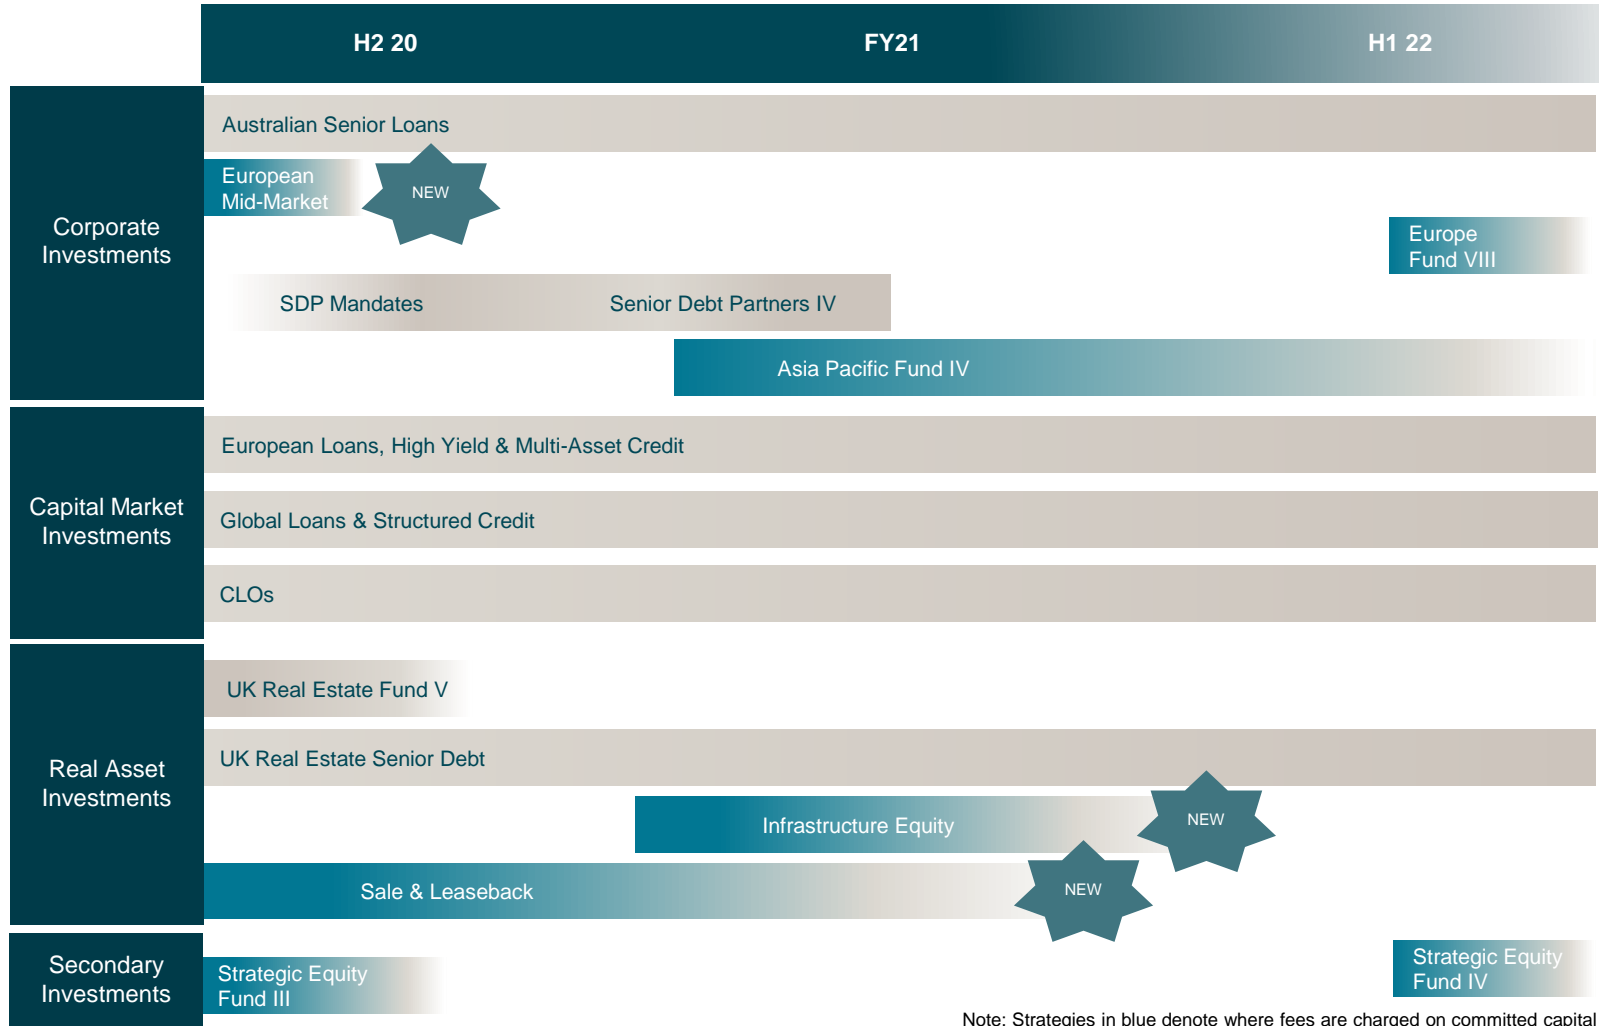 H2 20 FY21 H1 22
Corporate
Investments
Australian Senior Loans
European
Mid-Market
NEW
Europe
Fund VIII
SDP Mandates
Senior Debt Partners IV
Asia Pacific Fund IV
Capital Market
Investments
European Loans, High Yield & Multi-Asset Credit
Global Loans & Structured Credit
CLOs
Real Asset
Investments
UK Real Estate Fund V
UK Real Estate Senior Debt
Infrastructure Equity
NEW
Sale & Leaseback
NEW
Secondary
Investments
Strategic Equity
Fund III
Strategic Equity
Fund IV
Note: Strategies in blue denote where fees are charged on committed capital